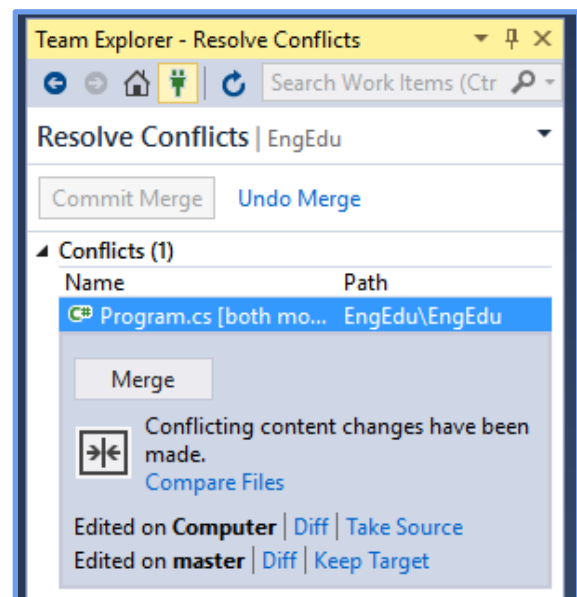 Team Explorer - Resolve Conflicts
Search Work Items (Ctr
Resolve Conflicts | EngEdu
Commit Merge Undo Merge
Conflicts (1)
Name Path
C# Program.cs [both mo... EngEdu\EngEdu
Merge
Conflicting content changes have been
made.
Compare Files
Edited on Computer | Diff | Take Source
Edited on master | Diff | Keep Target